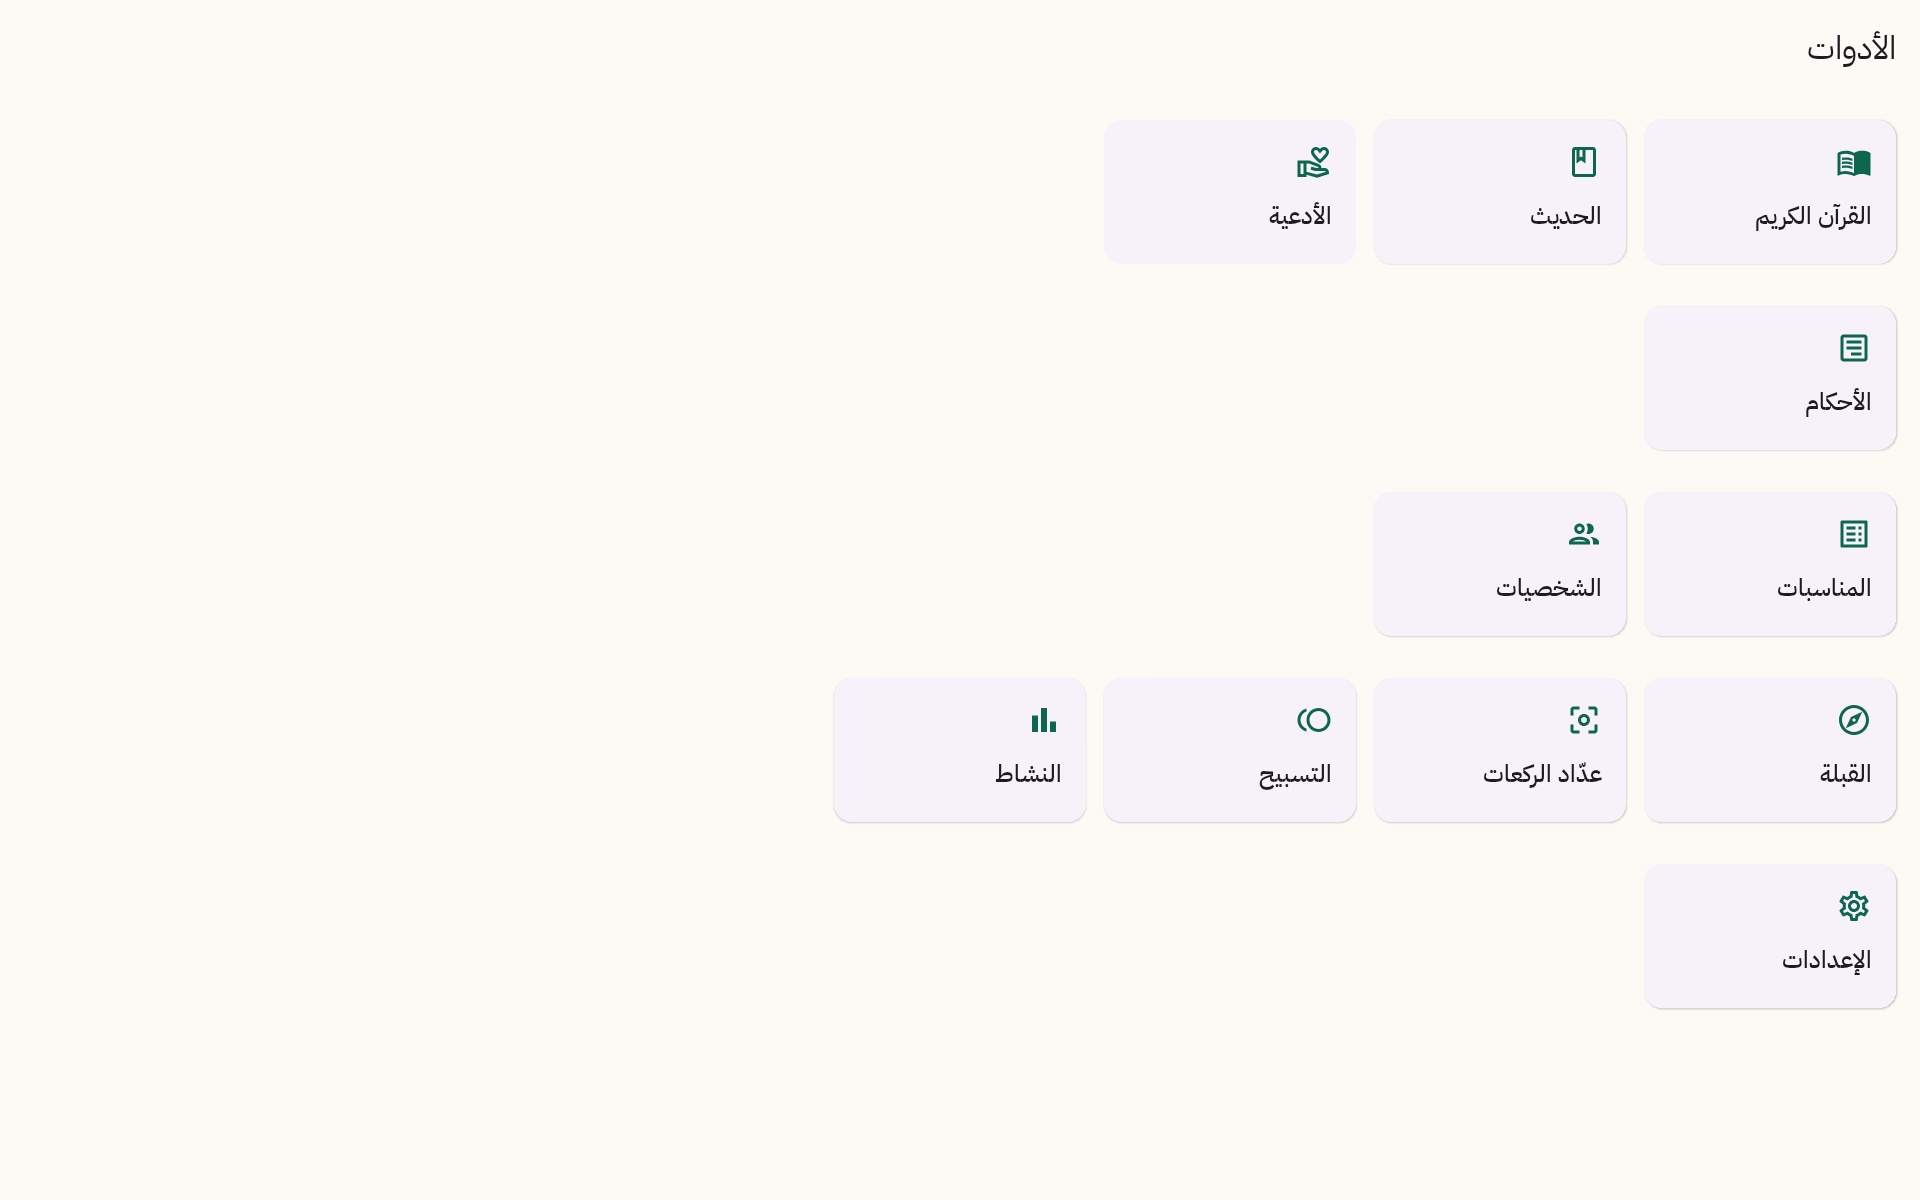 الأدوات
القرآن الكريم
الحديث
الأدعية
الأحكام
المناسبات
الشخصيات
القبلة
عدّاد الركعات
التسبيح
النشاط
الإعدادات